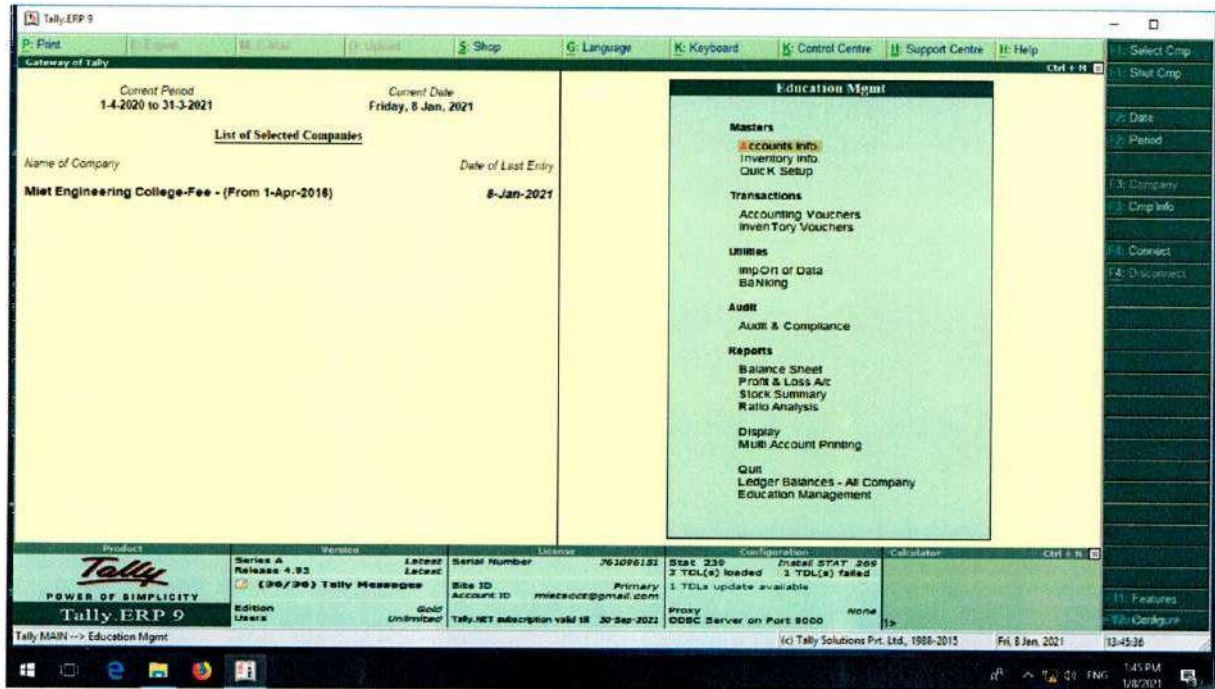 Tally.ERP 9
P: Print
S: Shop
G: Language
K: Keyboard
K: Control Centre
H: Support Centre
H: Help
Gateway of Tally
Ctrl + M
Current Period
1-4-2020 to 31-3-2021
Current Date
Friday, 8 Jan, 2021
List of Selected Companies
Name of Company
Date of Last Entry
Miet Engineering College-Fee - (From 1-Apr-2016)
8-Jan-2021
Education Mgmt
Masters
Accounts Info.
Inventory Info.
QuicK Setup
Transactions
Accounting Vouchers
InvenTory Vouchers
Utilities
ImpOrt of Data
BaNking
Audit
Audit & Compliance
Reports
Balance Sheet
Profit & Loss A/c
Stock Summary
Ratio Analysis
Display
Multi Account Printing
Quit
Ledger Balances - All Company
Education Management
F1: Select Cmp
F1: Shut Cmp
F2: Date
F2: Period
F3: Company
F3: Cmp Info
F4: Connect
F4: Disconnect
F11: Features
F12: Configure
Product
Tally
POWER OF SIMPLICITY
Tally.ERP 9
Version
Series A Latest
Release 4.93 Latest
(36/36) Tally Messages
Edition Gold
Users Unlimited
License
Serial Number 761096151
Site ID Primary
Account ID mietacct@gmail.com
Tally.NET subscription valid till 30-Sep-2021
Configuration
Stat 239 Install STAT 269
2 TDL(s) loaded 1 TDL(s) failed
1 TDLs update available
Proxy None
ODBC Server on Port 9000
Calculator
Ctrl + N
1>
Tally MAIN --> Education Mgmt
(c) Tally Solutions Pvt. Ltd., 1988-2015
Fri, 8 Jan, 2021
13:45:36
ENG
1:45 PM
1/8/2021